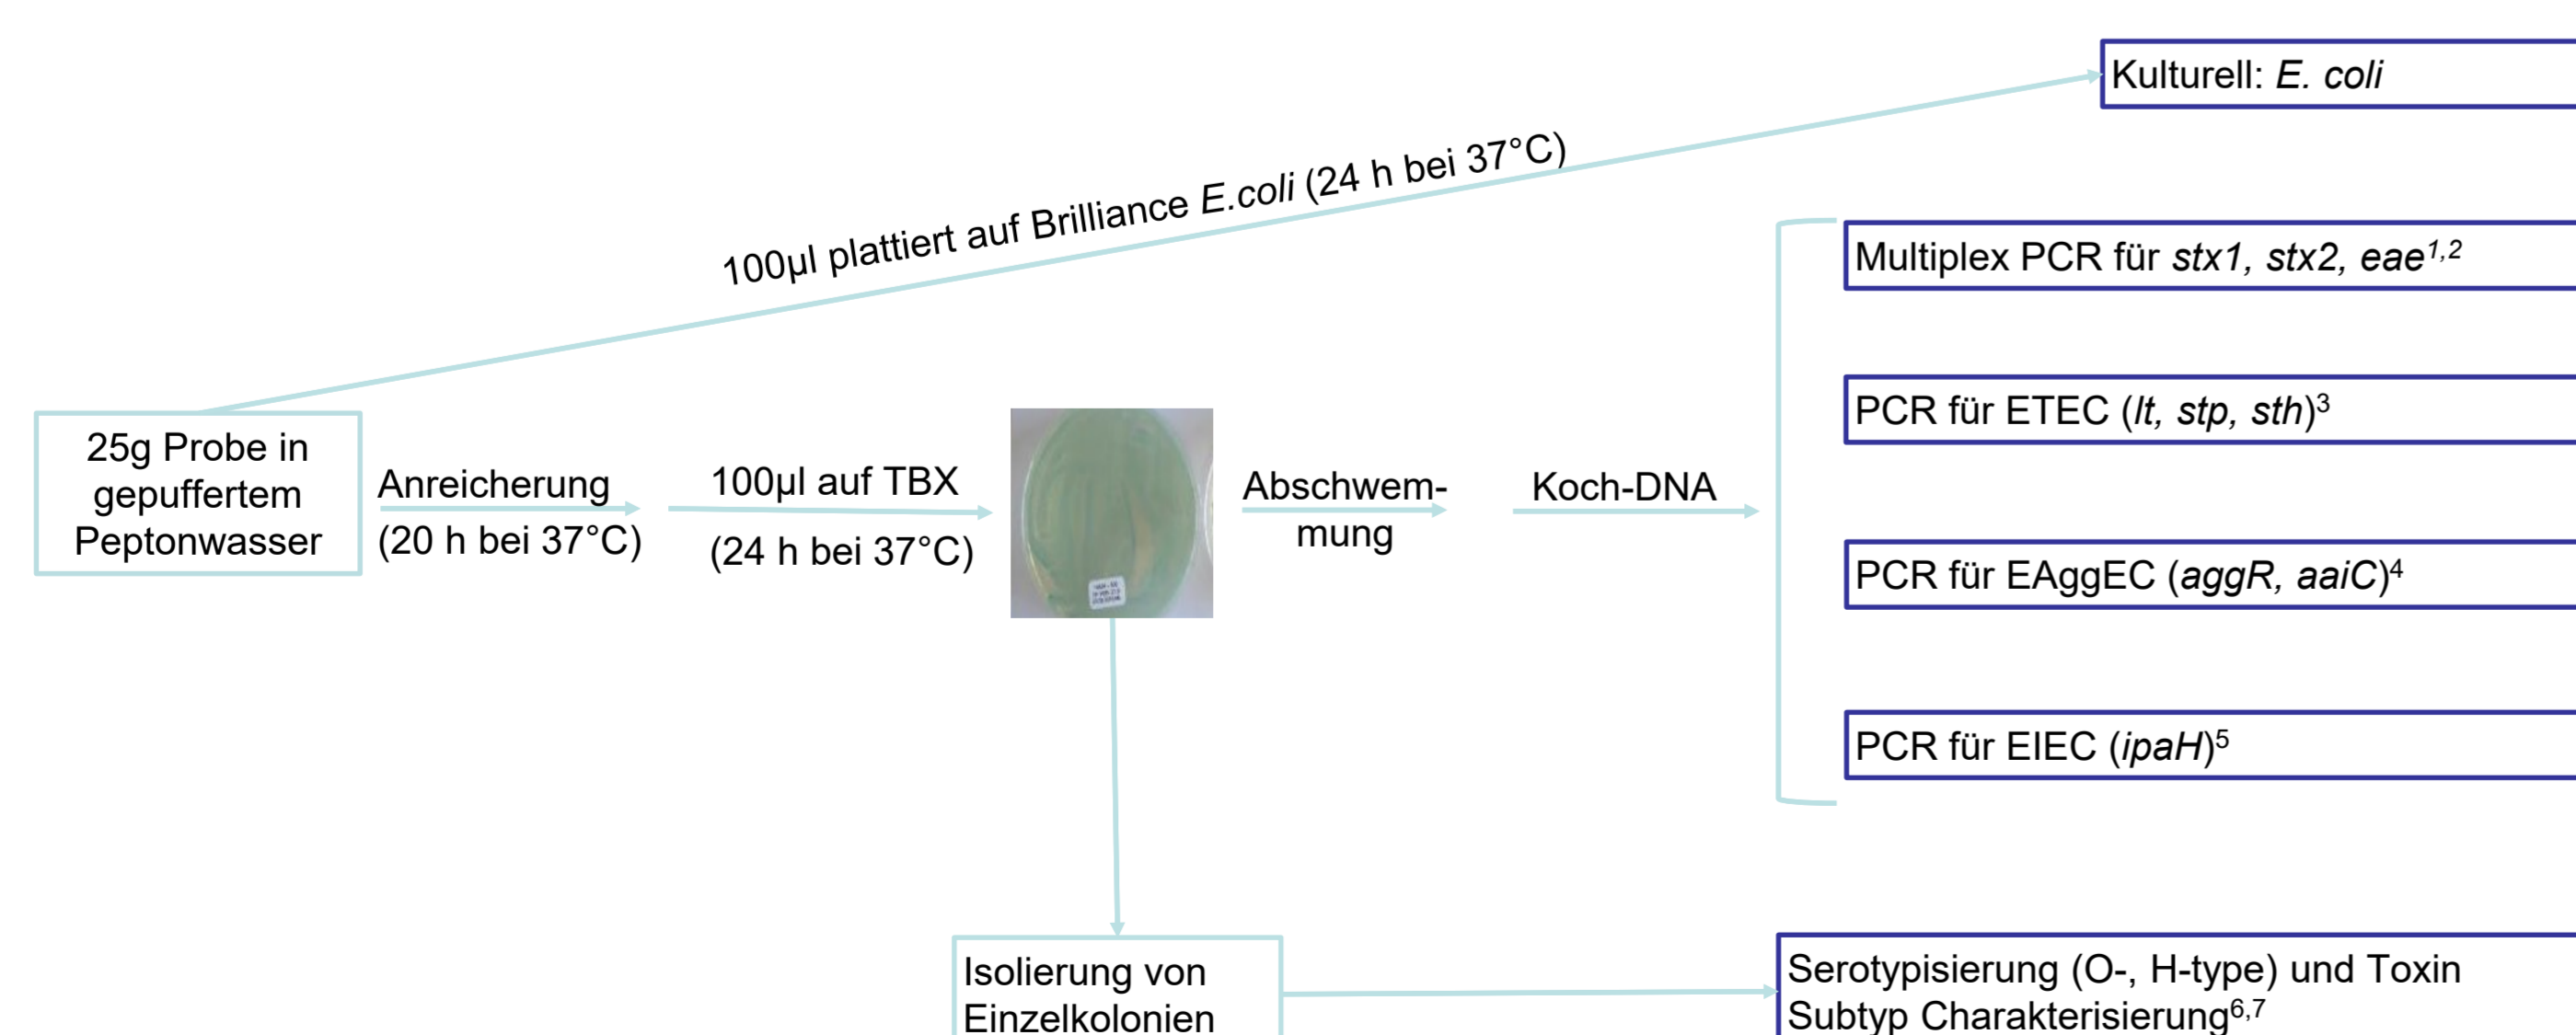 Kulturell: E. coli
100µl plattiert auf Brilliance E.coli (24 h bei 37°C)
Multiplex PCR für stx1, stx2, eae1,2
PCR für ETEC (lt, stp, sth)3
25g Probe in
gepuffertem
Peptonwasser
Anreicherung
(20 h bei 37°C)
100µl auf TBX
(24 h bei 37°C)
Abschwem-
mung
Koch-DNA
PCR für EAggEC (aggR, aaiC)4
PCR für EIEC (ipaH)5
Isolierung von
Einzelkolonien
Serotypisierung (O-, H-type) und Toxin
Subtyp Charakterisierung6,7